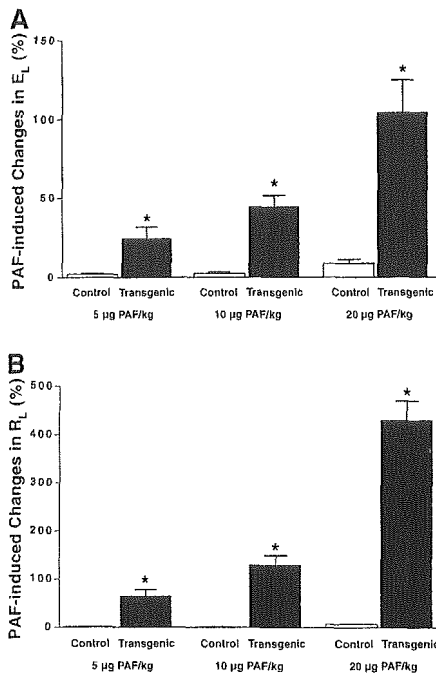 A
PAF-induced Changes in E_L (%)
150
100
50
0
*
*
*
Control Transgenic Control Transgenic Control Transgenic
5 µg PAF/kg 10 µg PAF/kg 20 µg PAF/kg
B
PAF-induced Changes in R_L (%)
500
400
300
200
100
0
*
*
*
Control Transgenic Control Transgenic Control Transgenic
5 µg PAF/kg 10 µg PAF/kg 20 µg PAF/kg